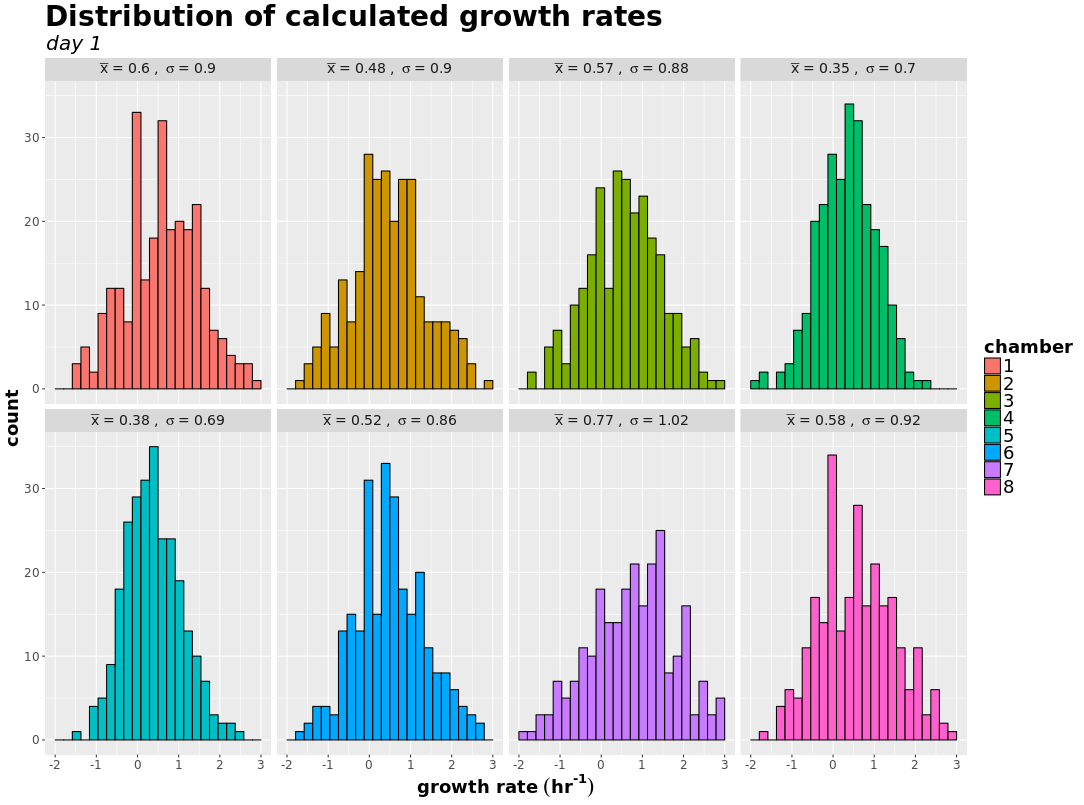 Distribution of calculated growth rates
day 1
x̅ = 0.6 , σ = 0.9
x̅ = 0.48 , σ = 0.9
x̅ = 0.57 , σ = 0.88
x̅ = 0.35 , σ = 0.7
30
20
10
0
x̅ = 0.38 , σ = 0.69
x̅ = 0.52 , σ = 0.86
x̅ = 0.77 , σ = 1.02
x̅ = 0.58 , σ = 0.92
30
20
10
0
-2 -1 0 1 2 3 -2 -1 0 1 2 3 -2 -1 0 1 2 3 -2 -1 0 1 2 3
growth rate (hr⁻¹)
count
chamber
1
2
3
4
5
6
7
8